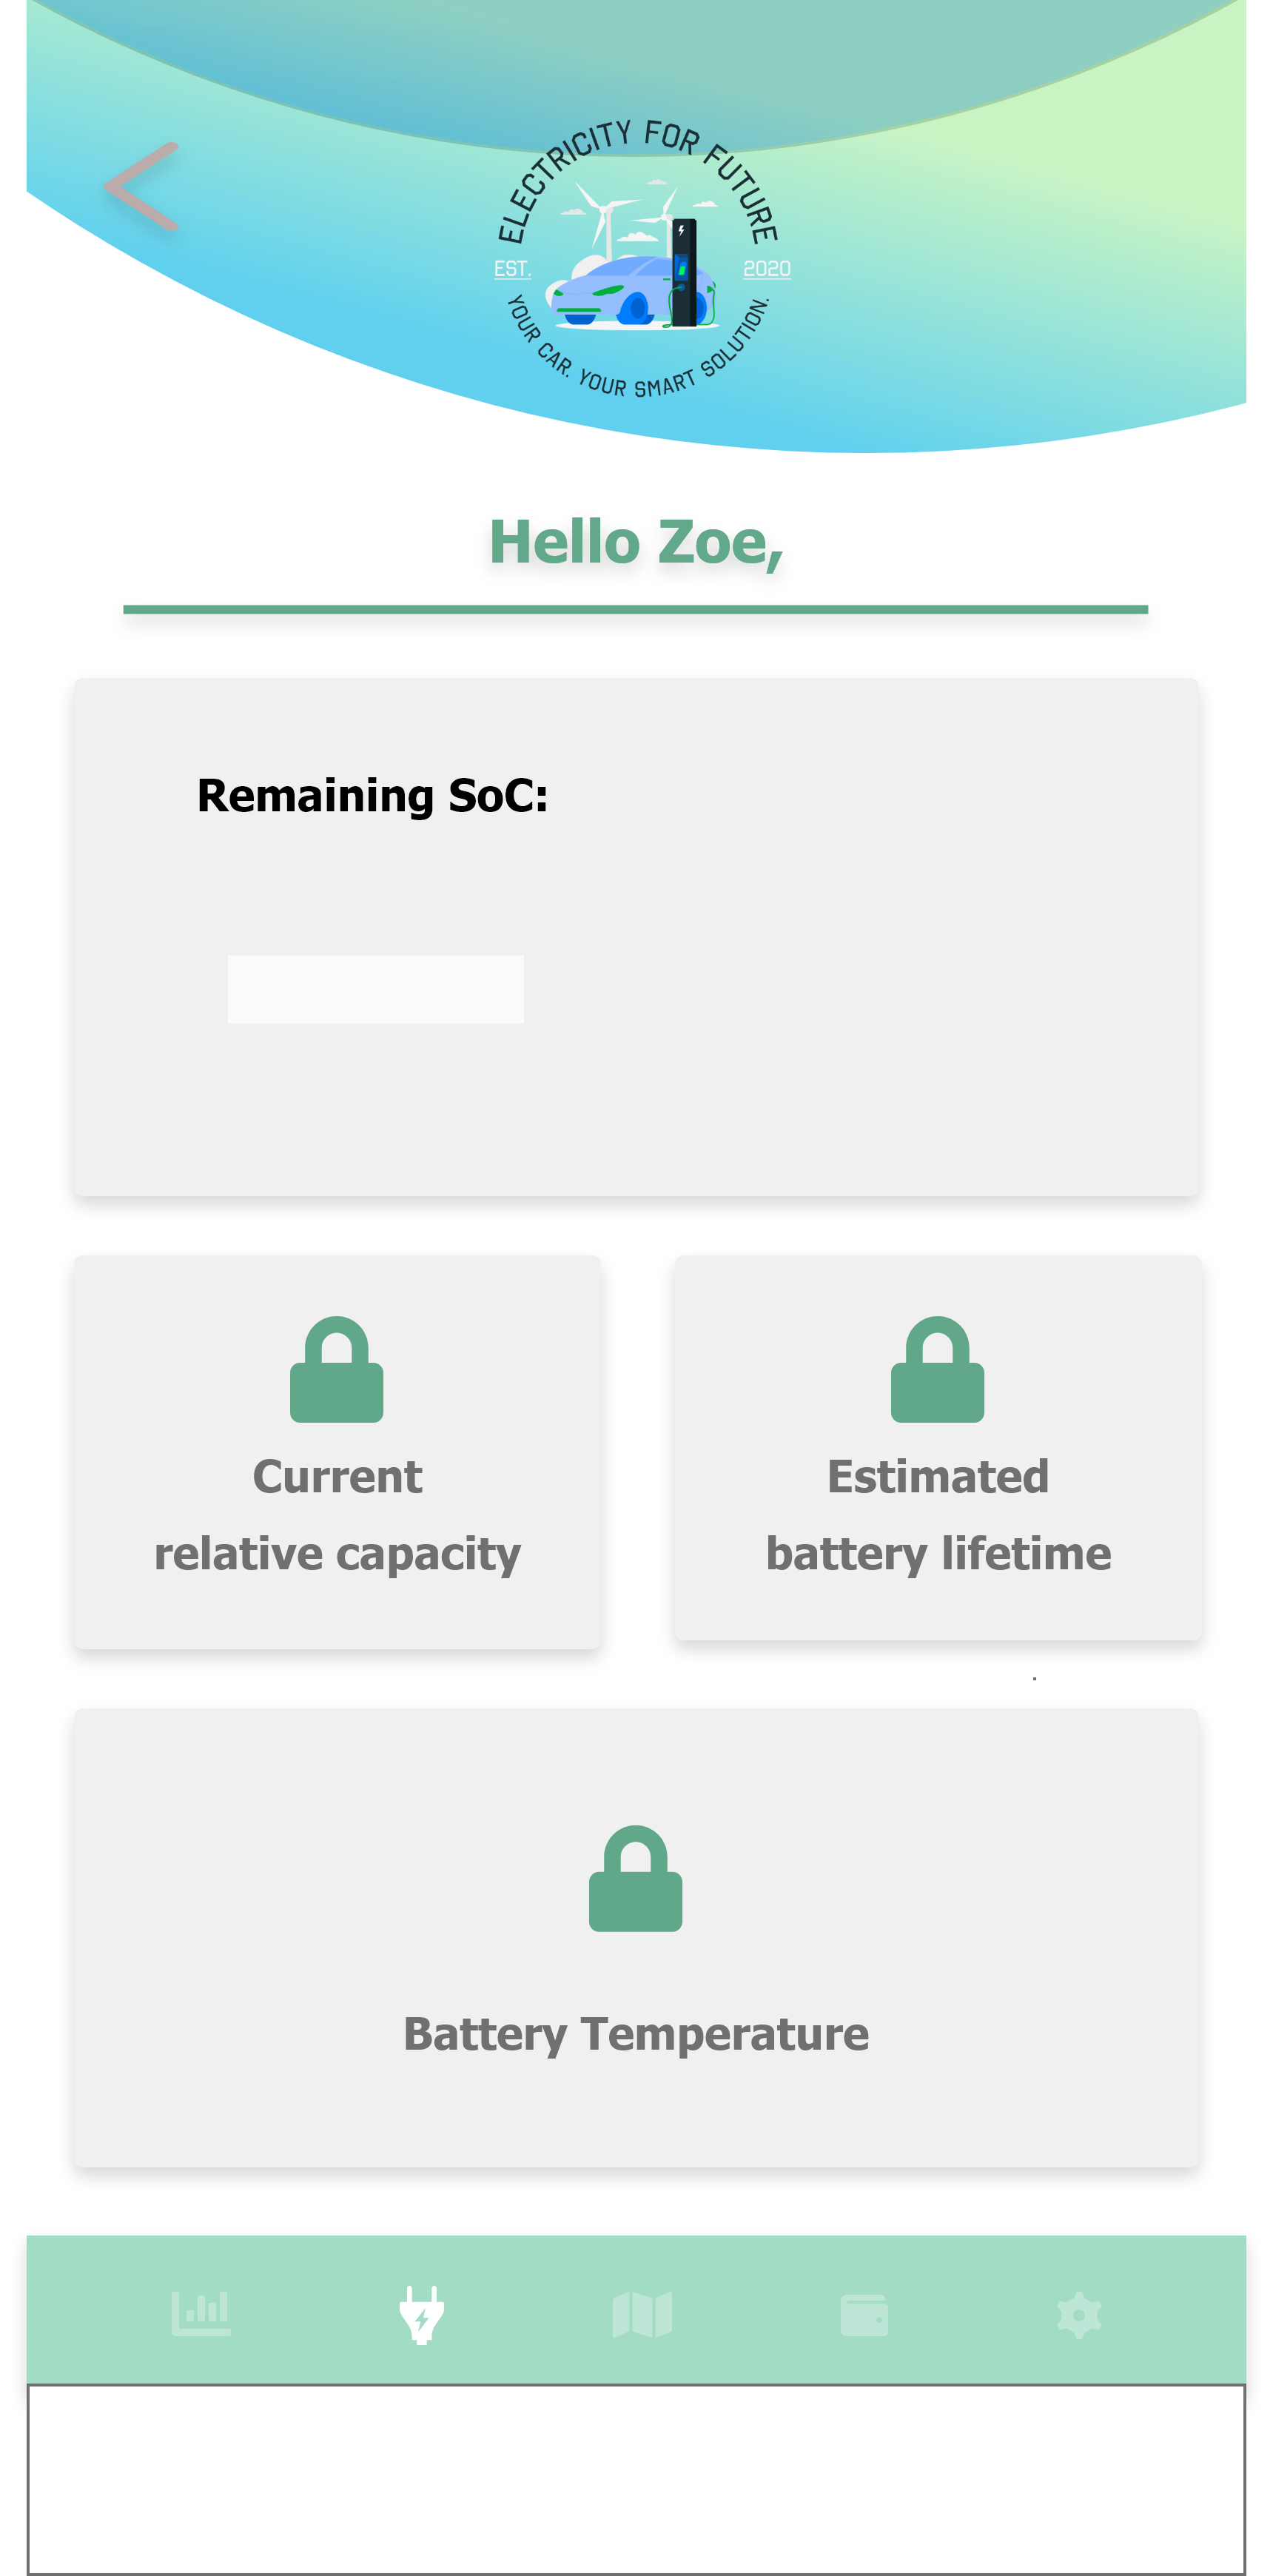 ELECTRICITY FOR FUTURE
EST. 2020
YOUR CAR. YOUR SMART SOLUTION.
Hello Zoe,
Remaining SoC:
Current
relative capacity
Estimated
battery lifetime
.
Battery Temperature